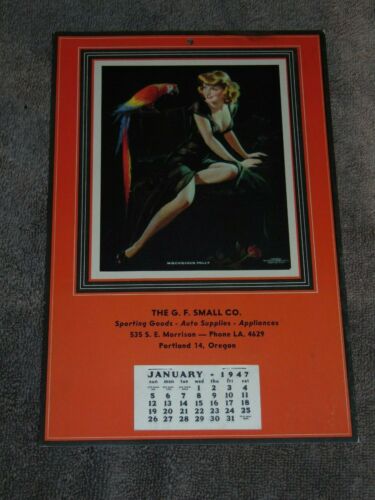 MISCHIEVOUS POLLY
THE G. F. SMALL CO.
Sporting Goods - Auto Supplies - Appliances
535 S. E. Morrison — Phone LA. 4629
Portland 14, Oregon
JANUARY - 1947
sun mon tue wed thu fri sat
1 2 3 4
5 6 7 8 9 10 11
12 13 14 15 16 17 18
19 20 21 22 23 24 25
26 27 28 29 30 31